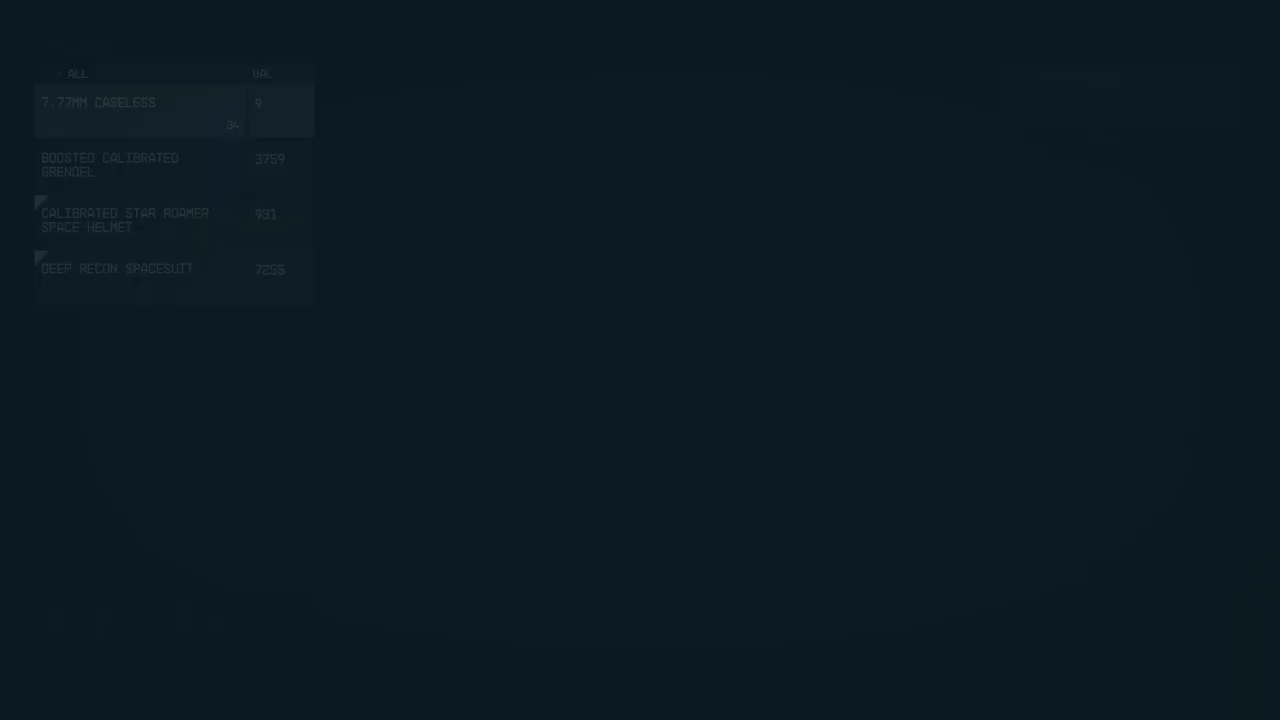 ALL VAL
7.77MM CASELESS 9
34
BOOSTED CALIBRATED 3759
GRENDEL
CALIBRATED STAR ROAMER 931
SPACE HELMET
DEEP RECON SPACESUIT 7255